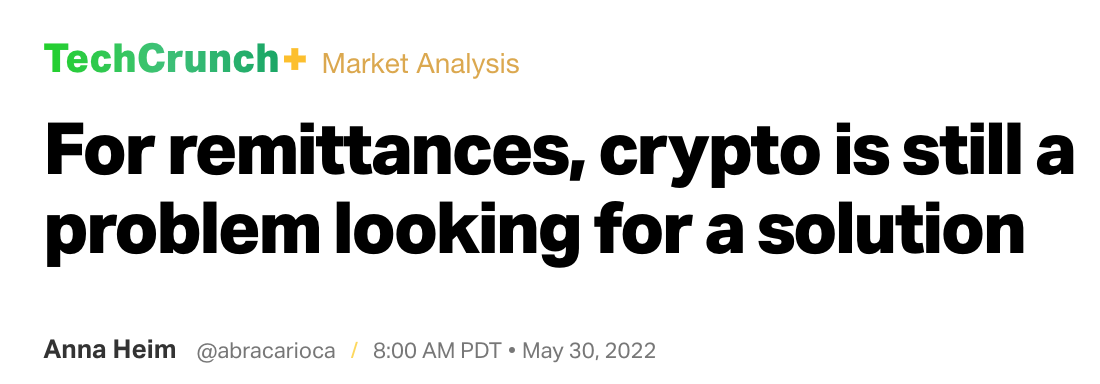 TechCrunch+ Market Analysis
For remittances, crypto is still a
problem looking for a solution
Anna Heim @abracarioca / 8:00 AM PDT • May 30, 2022